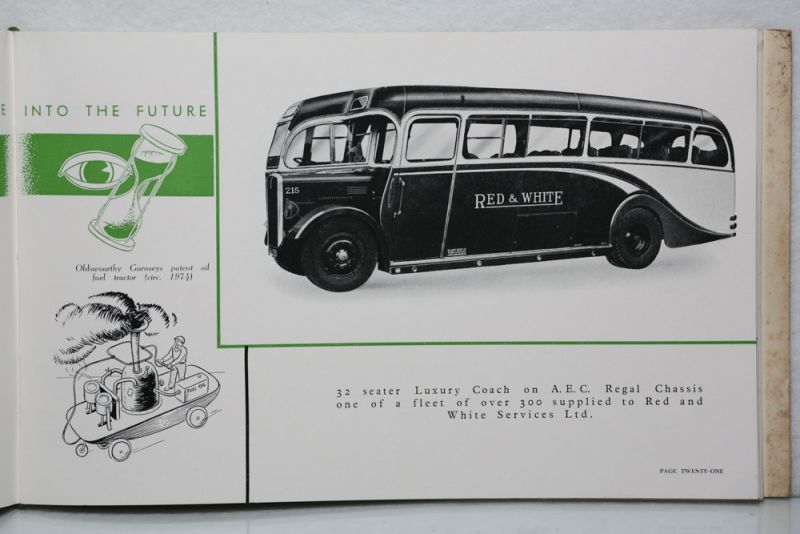 E INTO THE FUTURE
Oldswoarthy Gurnseys patent oil
fuel tractor (circ. 1974)
FUEL OIL
215
RED & WHITE
32 seater Luxury Coach on A.E.C. Regal Chassis
one of a fleet of over 300 supplied to Red and
White Services Ltd.
PAGE TWENTY-ONE